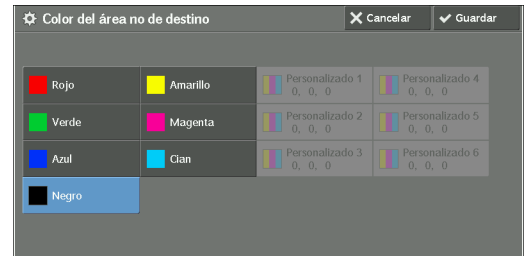 Color del área no de destino
Cancelar
Guardar
Rojo
Amarillo
Personalizado 1
0, 0, 0
Personalizado 4
0, 0, 0
Verde
Magenta
Personalizado 2
0, 0, 0
Personalizado 5
0, 0, 0
Azul
Cian
Personalizado 3
0, 0, 0
Personalizado 6
0, 0, 0
Negro